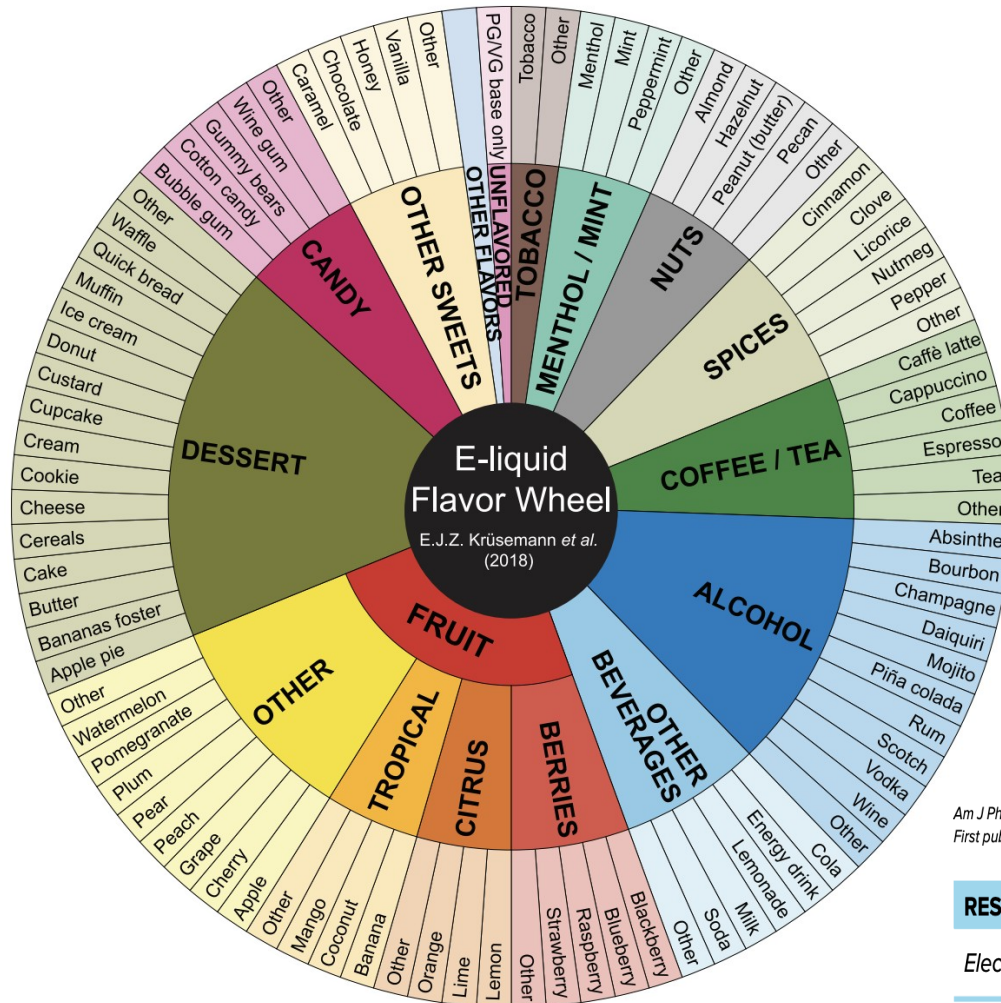 E-liquid
Flavor Wheel
E.J.Z. Krüsemann et al.
(2018)
TOBACCO
Tobacco
Other
MENTHOL / MINT
Menthol
Mint
Peppermint
Other
NUTS
Almond
Hazelnut
Peanut (butter)
Pecan
Other
SPICES
Cinnamon
Clove
Licorice
Nutmeg
Pepper
Other
COFFEE / TEA
Caffè latte
Cappuccino
Coffee
Espresso
Tea
Other
ALCOHOL
Absinthe
Bourbon
Champagne
Daiquiri
Mojito
Piña colada
Rum
Scotch
Vodka
Wine
Other
OTHER
BEVERAGES
Cola
Energy drink
Lemonade
Milk
Soda
Other
FRUIT
BERRIES
Blackberry
Blueberry
Raspberry
Strawberry
Other
CITRUS
Lemon
Lime
Orange
Other
TROPICAL
Banana
Coconut
Mango
Other
OTHER
Apple
Cherry
Grape
Peach
Pear
Plum
Pomegranate
Watermelon
Other
DESSERT
Apple pie
Bananas foster
Butter
Cake
Cereals
Cheese
Cookie
Cream
Cupcake
Custard
Donut
Ice cream
Muffin
Quick bread
Waffle
Other
CANDY
Bubble gum
Cotton candy
Gummy bears
Wine gum
Other
OTHER SWEETS
Caramel
Chocolate
Honey
Vanilla
Other
OTHER FLAVORS
UNFLAVORED
PG/VG base only
Am J Ph
First pub
RES
Elec